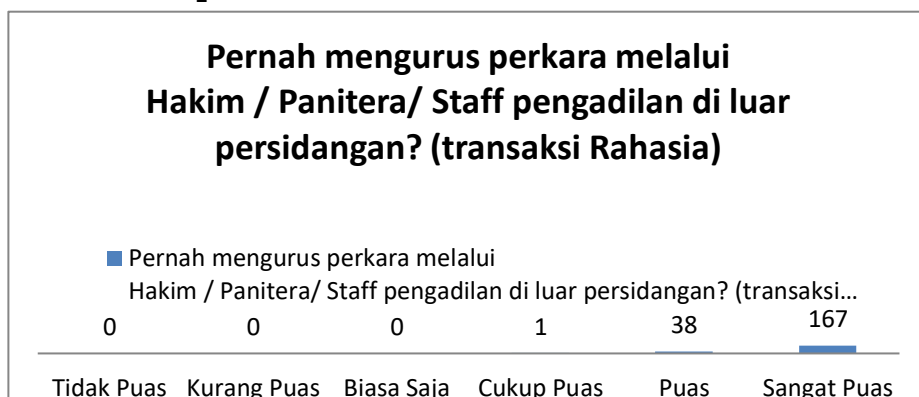 Pernah mengurus perkara melalui
Hakim / Panitera/ Staff pengadilan di luar
persidangan? (transaksi Rahasia)
Pernah mengurus perkara melalui
Hakim / Panitera/ Staff pengadilan di luar persidangan? (transaksi...
0 0 0 1 38 167
Tidak Puas Kurang Puas Biasa Saja Cukup Puas Puas Sangat Puas